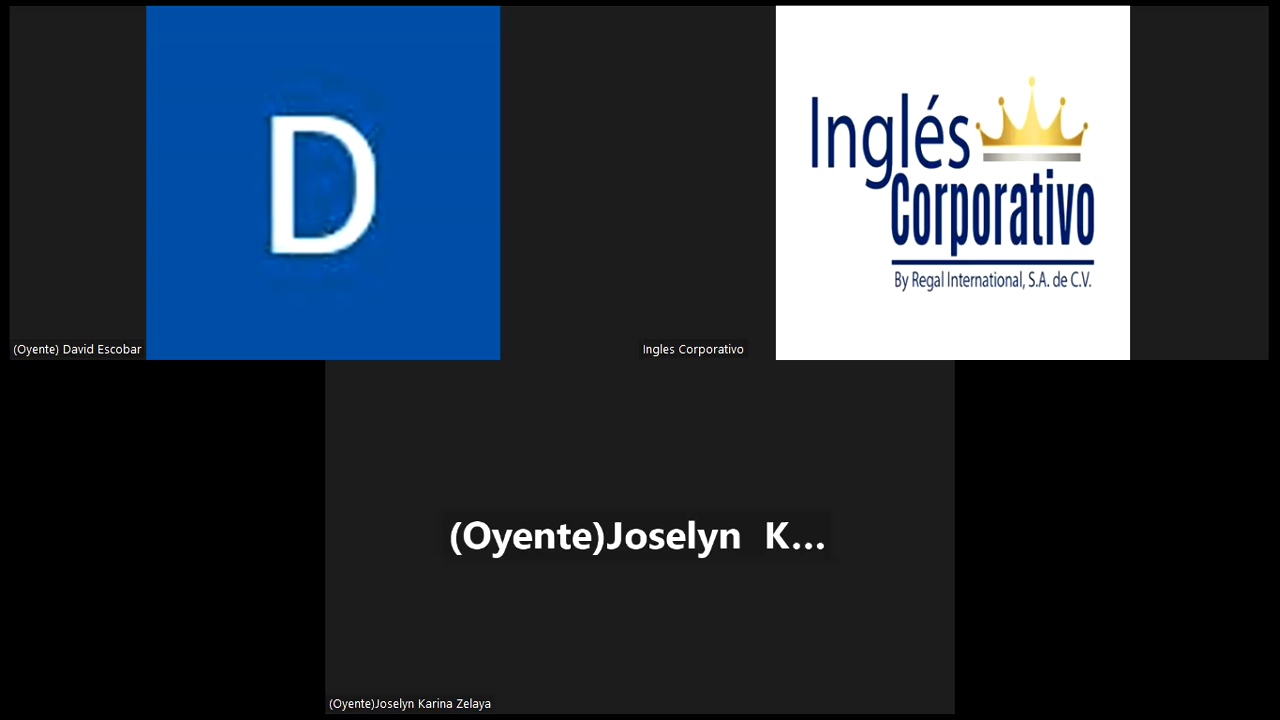 D
Inglés
Corporativo
By Regal International, S.A. de C.V.
(Oyente) David Escobar
Ingles Corporativo
(Oyente)Joselyn K...
(Oyente)Joselyn Karina Zelaya